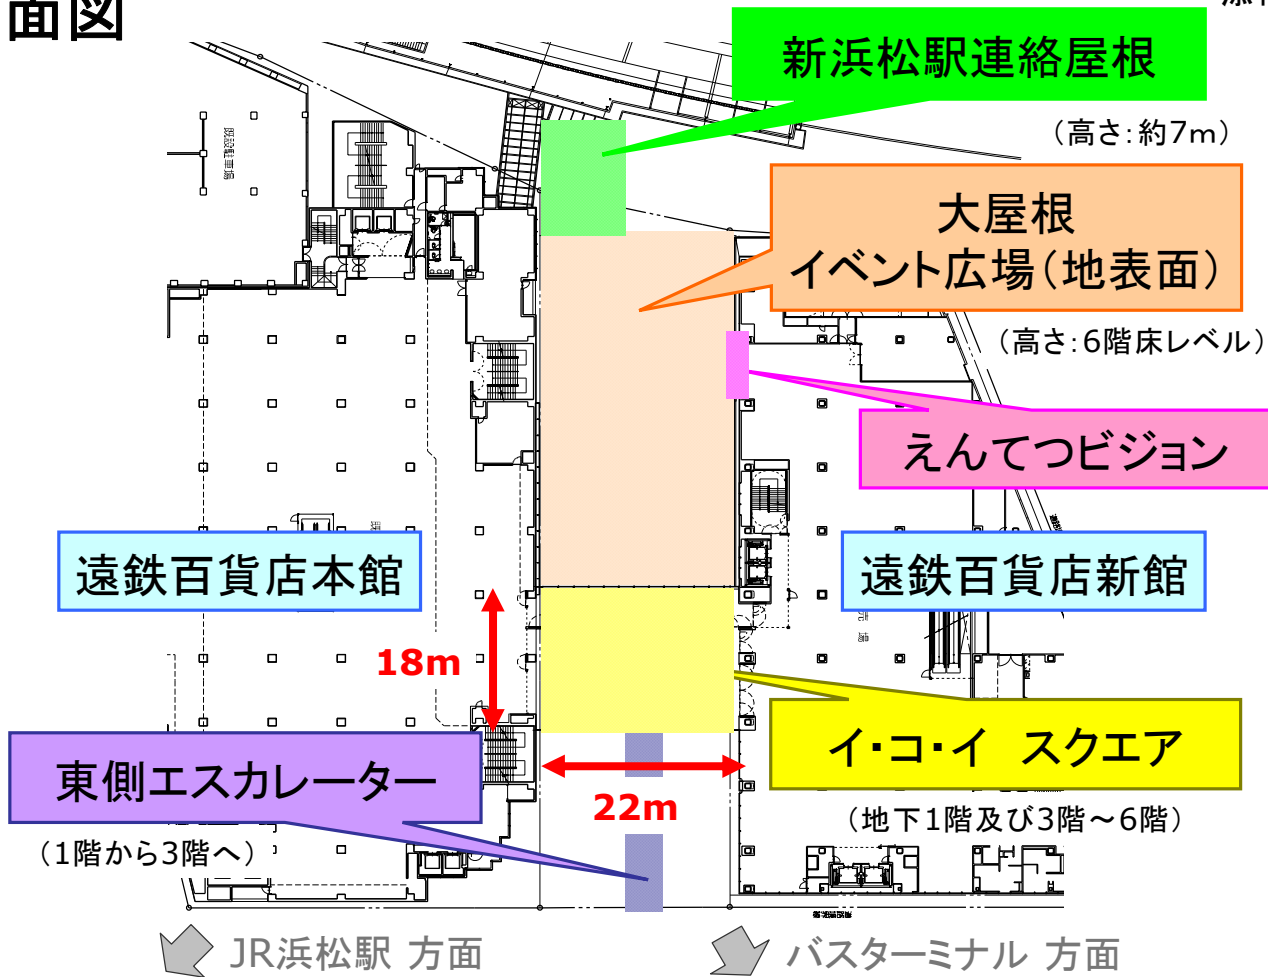 面図
新浜松駅連絡屋根
(高さ:約7m)
大屋根
イベント広場(地表面)
(高さ:6階床レベル)
えんてつビジョン
既設駐車場
遠鉄百貨店本館
遠鉄百貨店新館
18m
イ・コ・イ スクエア
(地下1階及び3階~6階)
22m
東側エスカレーター
(1階から3階へ)
JR浜松駅 方面
バスターミナル 方面